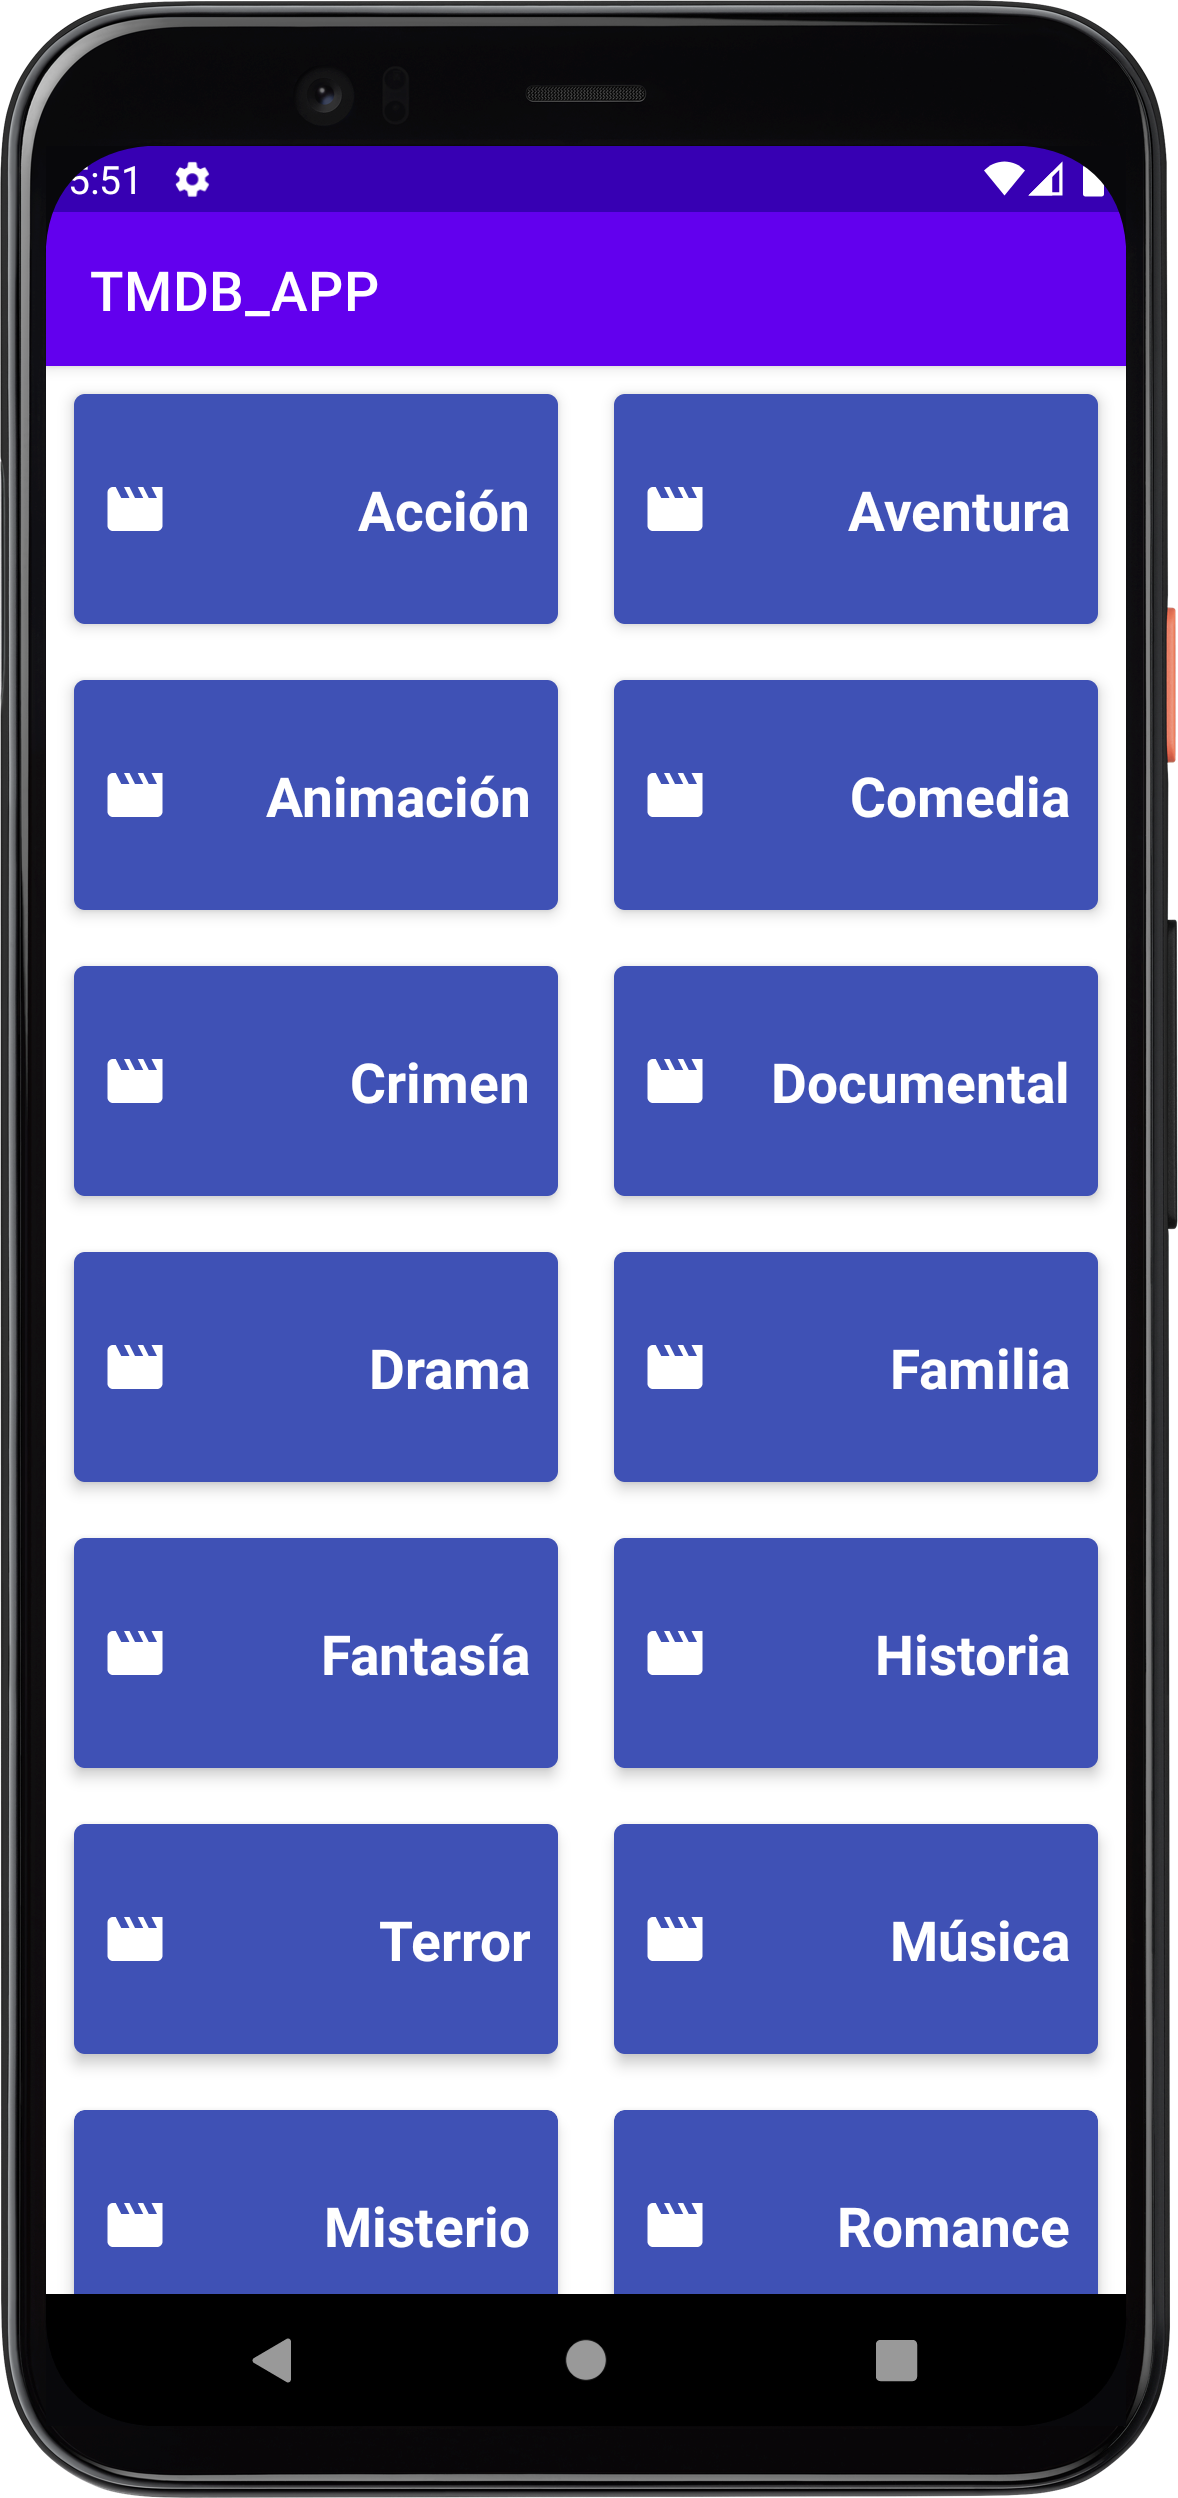 5:51
TMDB_APP
Acción
Aventura
Animación
Comedia
Crimen
Documental
Drama
Familia
Fantasía
Historia
Terror
Música
Misterio
Romance